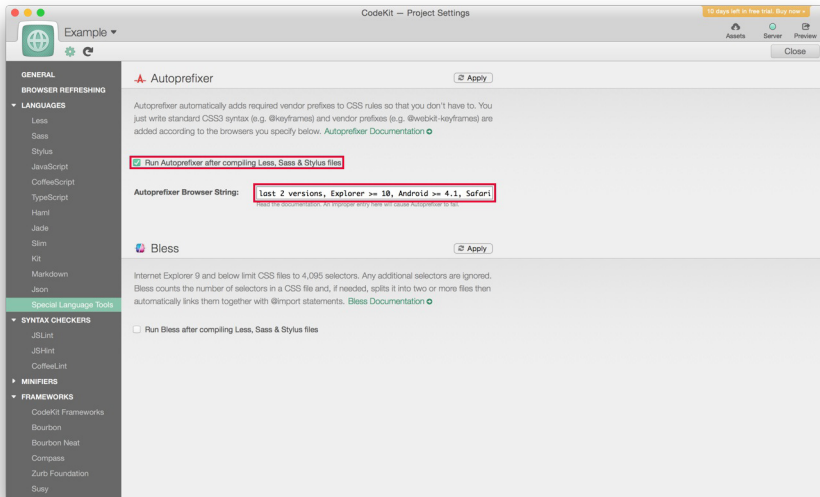 CodeKit — Project Settings
10 days left in free trial. Buy now »
Example
Assets Server Preview
Close
GENERAL
BROWSER REFRESHING
LANGUAGES
Less
Sass
Stylus
JavaScript
CoffeeScript
TypeScript
Haml
Jade
Slim
Kit
Markdown
Json
Special Language Tools
SYNTAX CHECKERS
JSLint
JSHint
CoffeeLint
MINIFIERS
FRAMEWORKS
CodeKit Frameworks
Bourbon
Bourbon Neat
Compass
Zurb Foundation
Susy
Autoprefixer
Apply
Autoprefixer automatically adds required vendor prefixes to CSS rules so that you don't have to. You
just write standard CSS3 syntax (e.g. @keyframes) and vendor prefixes (e.g. @webkit-keyframes) are
added according to the browsers you specify below. Autoprefixer Documentation
Run Autoprefixer after compiling Less, Sass & Stylus files
Autoprefixer Browser String: last 2 versions, Explorer >= 10, Android >= 4.1, Safari
Read the documentation. An improper entry here will cause Autoprefixer to fail.
Bless
Apply
Internet Explorer 9 and below limit CSS files to 4,095 selectors. Any additional selectors are ignored.
Bless counts the number of selectors in a CSS file and, if needed, splits it into two or more files then
automatically links them together with @import statements. Bless Documentation
Run Bless after compiling Less, Sass & Stylus files